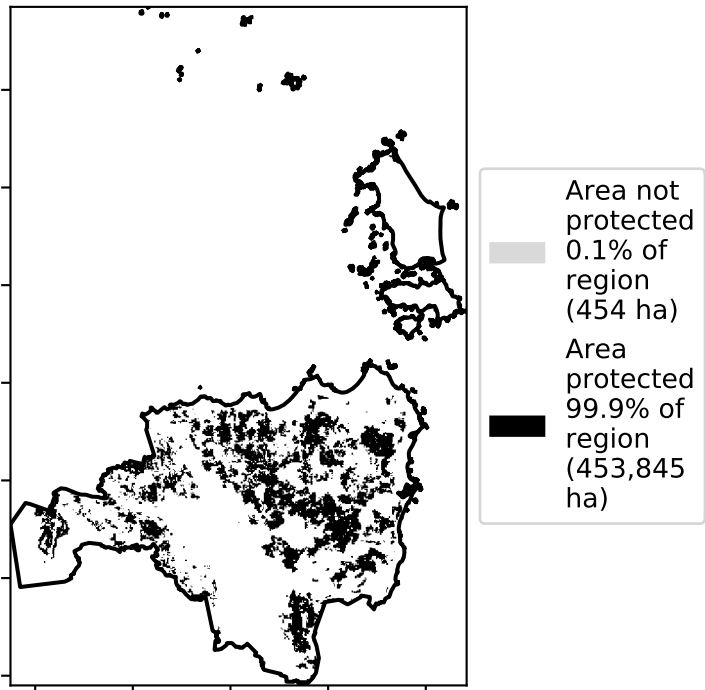 Area not
protected
0.1% of
region
(454 ha)
Area
protected
99.9% of
region
(453,845
ha)